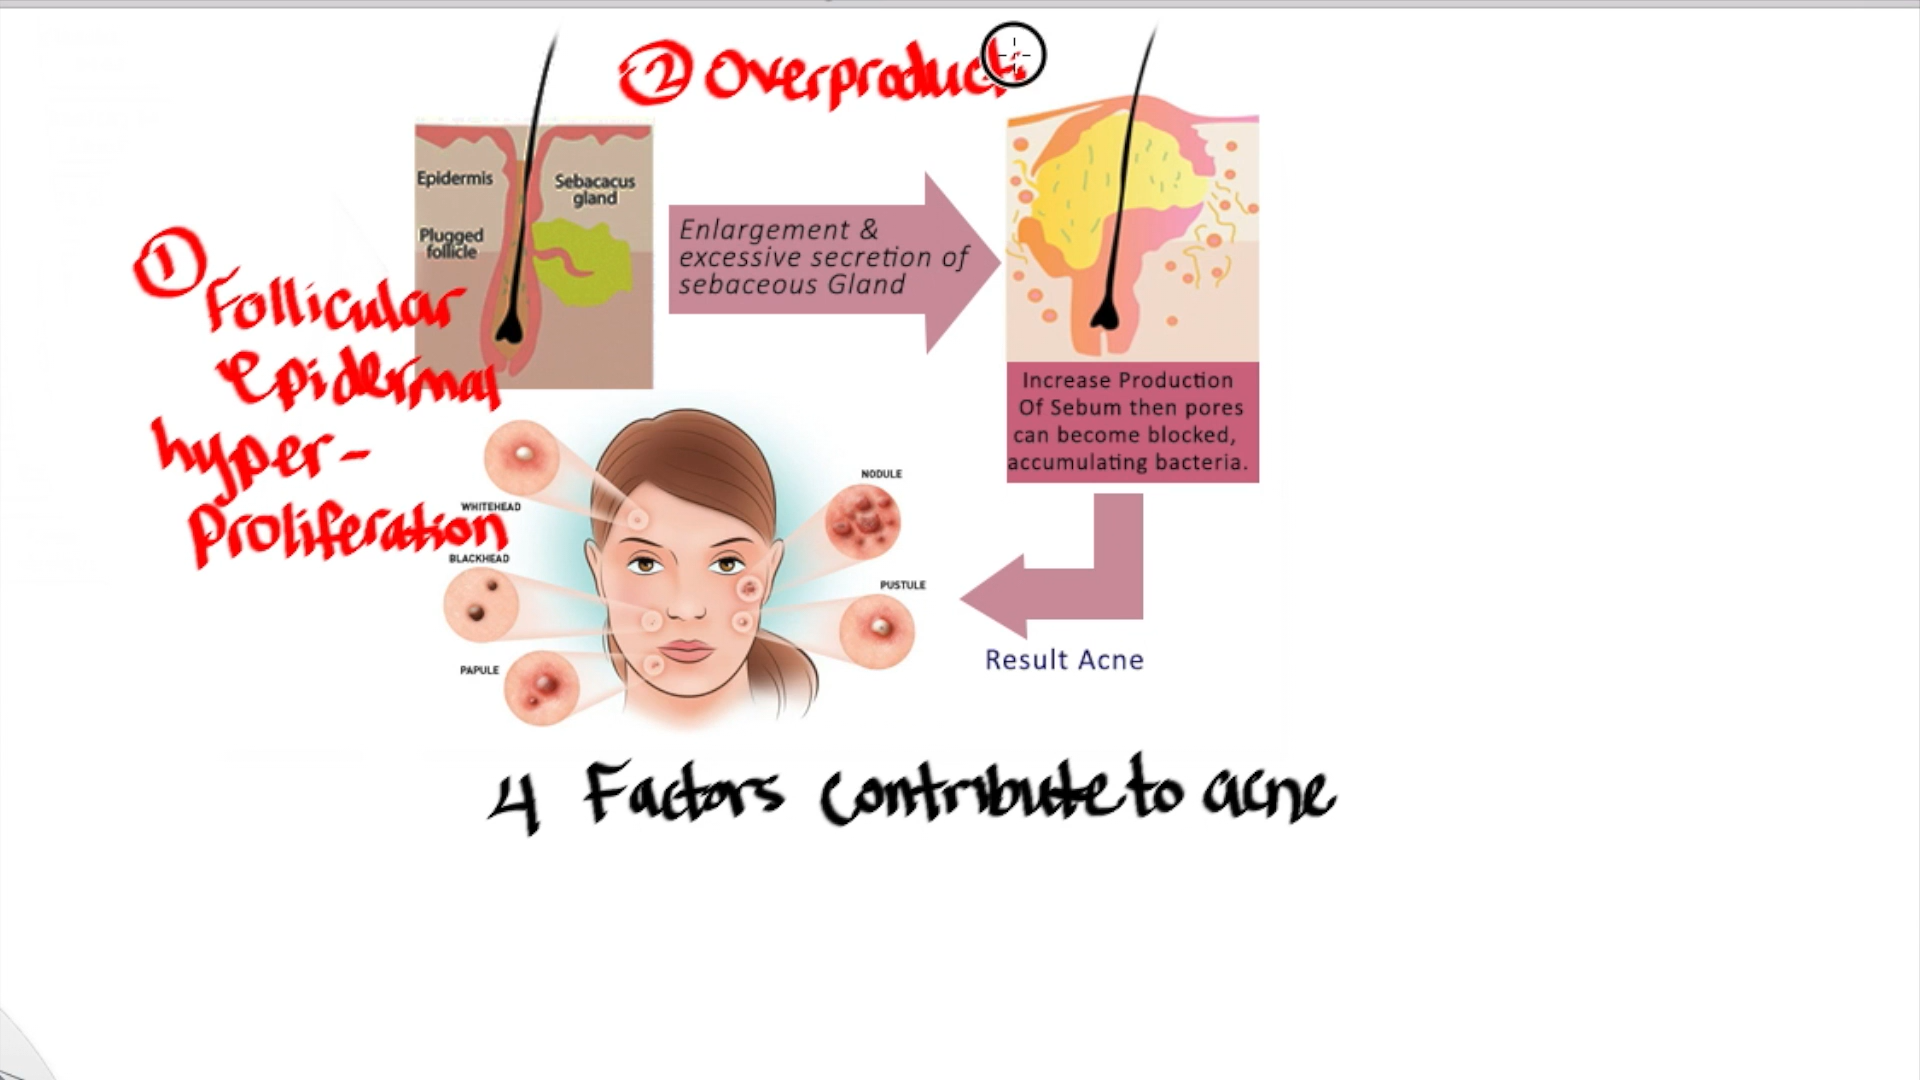 ② Overproduct
Epidermis
Sebacacus
gland
Plugged
follicle
Enlargement &
excessive secretion of
sebaceous Gland
①
Follicular
Epidermal
hyper-
Proliferation
Increase Production
Of Sebum then pores
can become blocked,
accumulating bacteria.
WHITEHEAD
BLACKHEAD
PAPULE
NODULE
PUSTULE
Result Acne
4 Factors contribute to acne